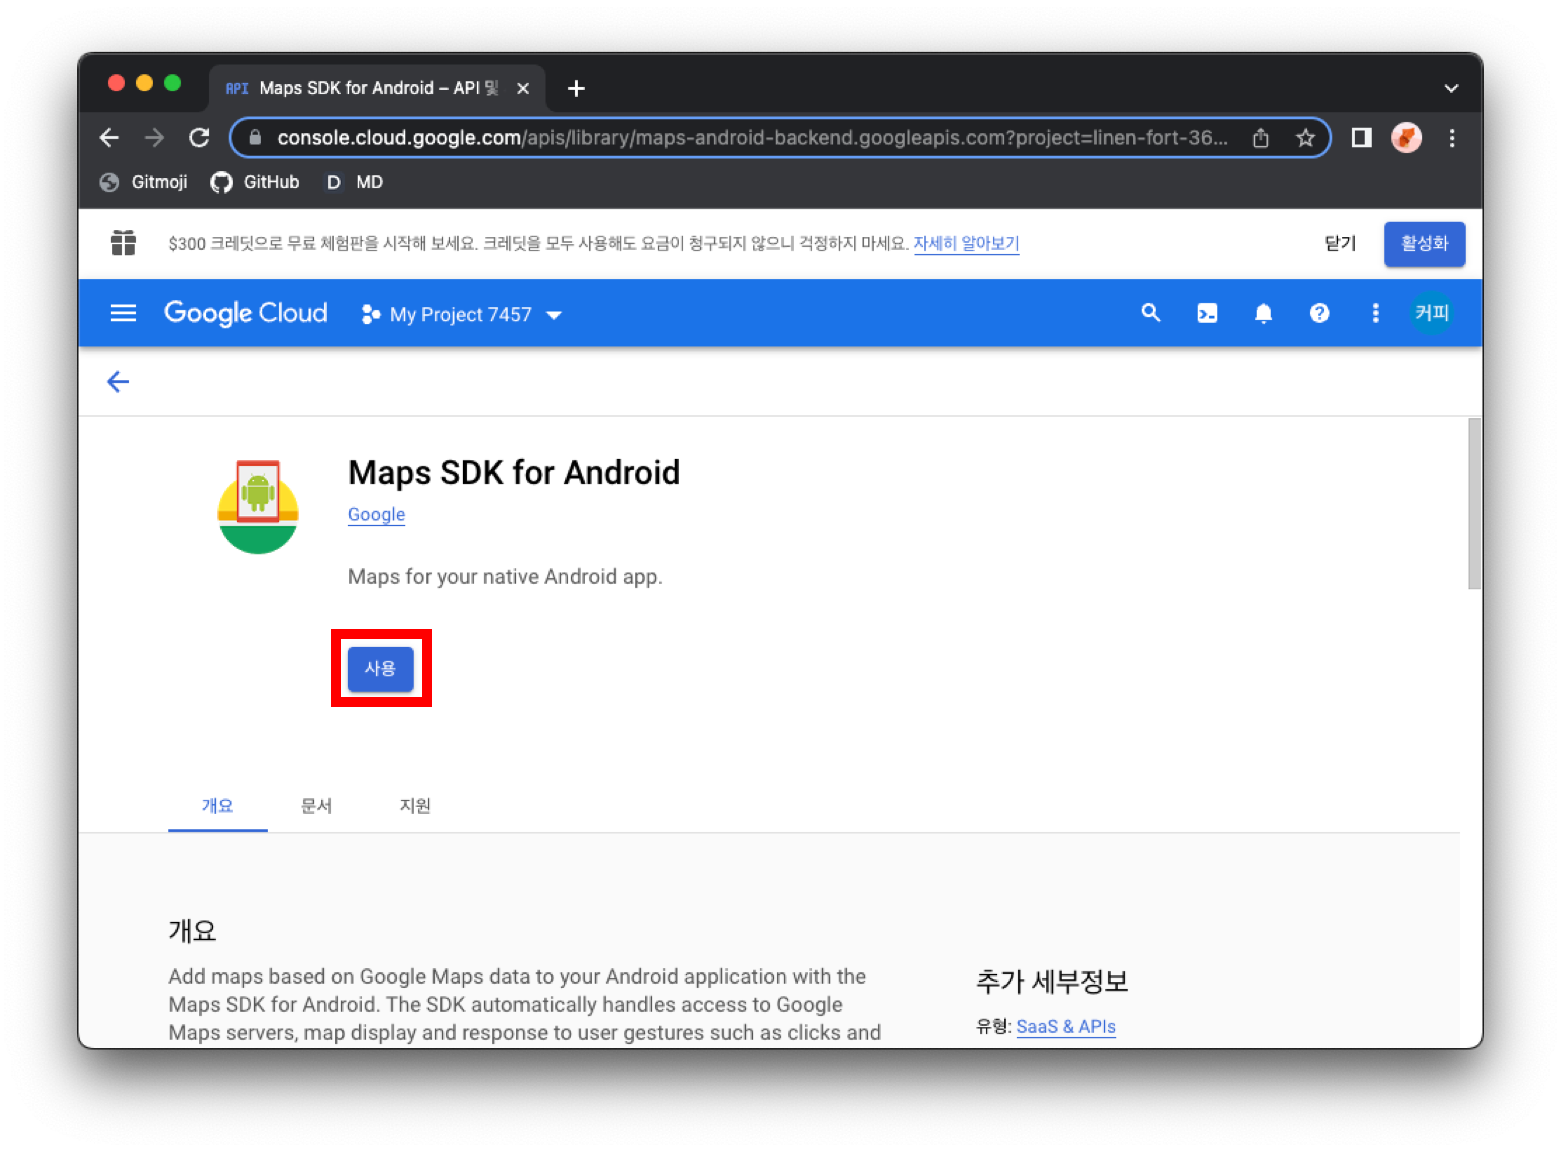 API Maps SDK for Android – API 및
console.cloud.google.com/apis/library/maps-android-backend.googleapis.com?project=linen-fort-36...
Gitmoji GitHub D MD
$300 크레딧으로 무료 체험판을 시작해 보세요. 크레딧을 모두 사용해도 요금이 청구되지 않으니 걱정하지 마세요. 자세히 알아보기 닫기 활성화
Google Cloud My Project 7457 커피
Maps SDK for Android
Google
Maps for your native Android app.
사용
개요 문서 지원
개요
Add maps based on Google Maps data to your Android application with the
Maps SDK for Android. The SDK automatically handles access to Google
Maps servers, map display and response to user gestures such as clicks and
추가 세부정보
유형: SaaS & APIs